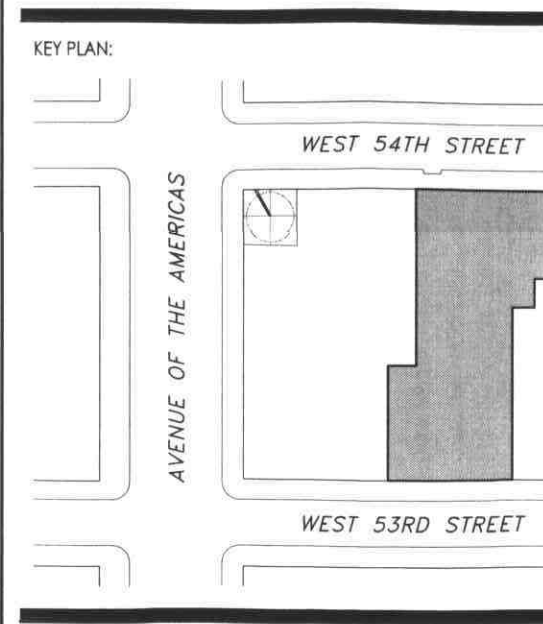 KEY PLAN:
WEST 54TH STREET
AVENUE OF THE AMERICAS
WEST 53RD STREET